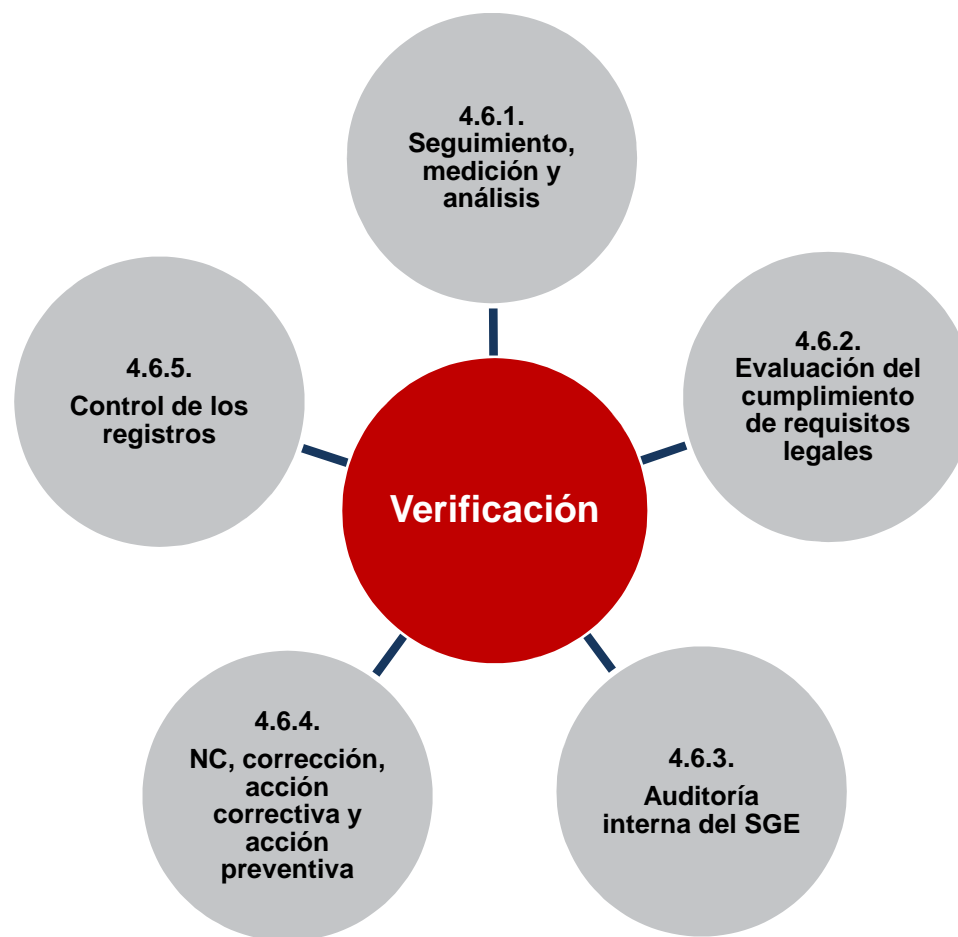 4.6.1.
Seguimiento,
medición y
análisis
4.6.2.
Evaluación del
cumplimiento
de requisitos
legales
4.6.5.
Control de los
registros
Verificación
4.6.4.
NC, corrección,
acción
correctiva y
acción
preventiva
4.6.3.
Auditoría
interna del SGE